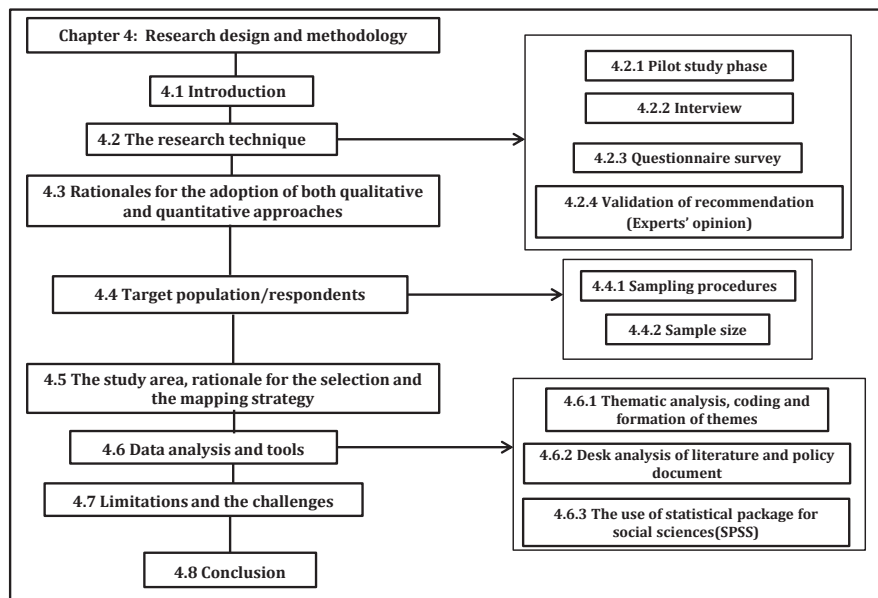 Chapter 4: Research design and methodology
4.1 Introduction
4.2 The research technique
4.2.1 Pilot study phase
4.2.2 Interview
4.2.3 Questionnaire survey
4.2.4 Validation of recommendation
(Experts' opinion)
4.3 Rationales for the adoption of both qualitative
and quantitative approaches
4.4 Target population/respondents
4.4.1 Sampling procedures
4.4.2 Sample size
4.5 The study area, rationale for the selection and
the mapping strategy
4.6 Data analysis and tools
4.6.1 Thematic analysis, coding and
formation of themes
4.6.2 Desk analysis of literature and policy
document
4.6.3 The use of statistical package for
social sciences(SPSS)
4.7 Limitations and the challenges
4.8 Conclusion